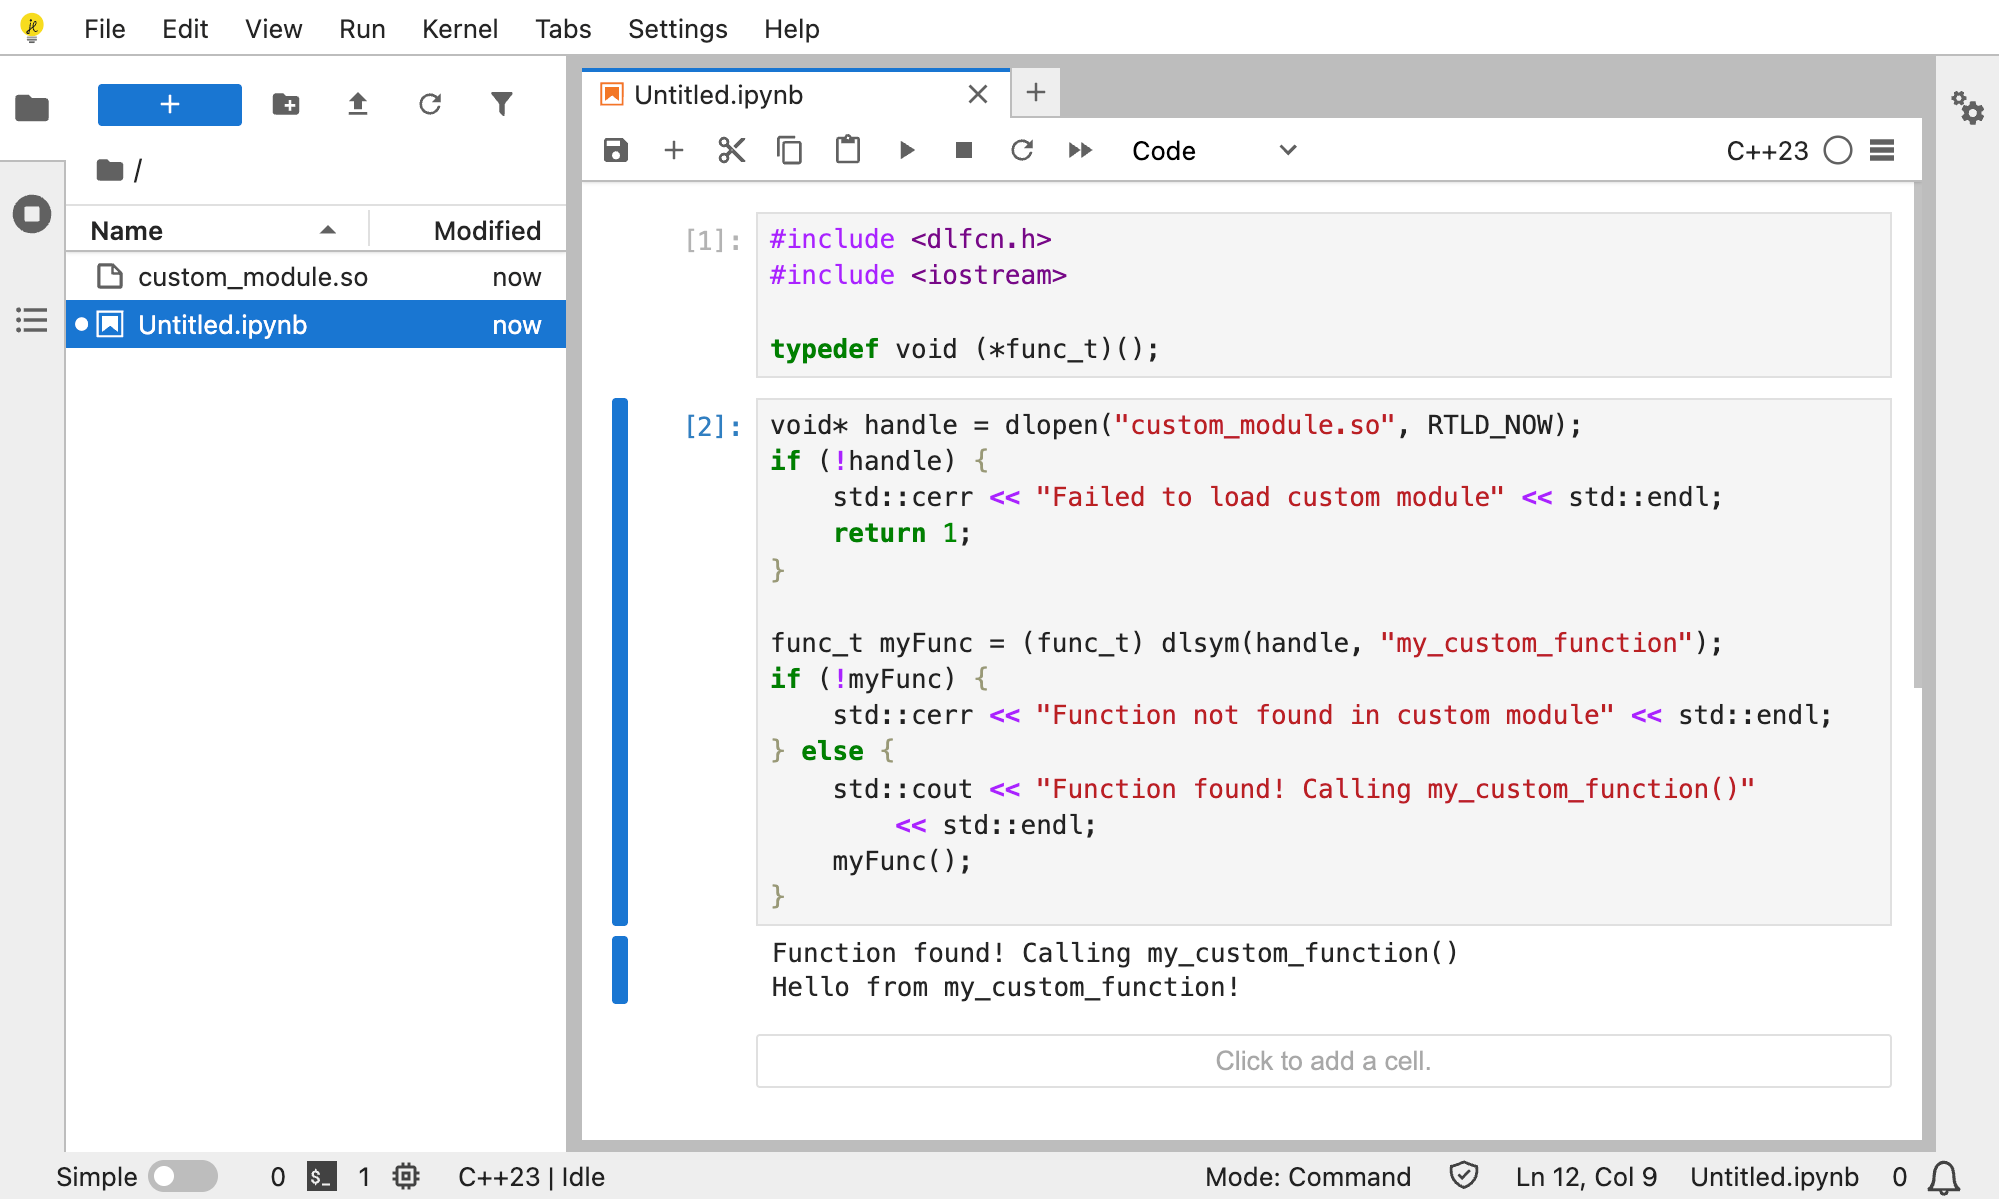 File Edit View Run Kernel Tabs Settings Help
+
/
Name Modified
custom_module.so now
Untitled.ipynb now
Untitled.ipynb
Code
C++23
[1]:
#include <dlfcn.h>
#include <iostream>
typedef void (*func_t)();
[2]:
void* handle = dlopen("custom_module.so", RTLD_NOW);
if (!handle) {
    std::cerr << "Failed to load custom module" << std::endl;
    return 1;
}
func_t myFunc = (func_t) dlsym(handle, "my_custom_function");
if (!myFunc) {
    std::cerr << "Function not found in custom module" << std::endl;
} else {
    std::cout << "Function found! Calling my_custom_function()"
        << std::endl;
    myFunc();
}
Function found! Calling my_custom_function()
Hello from my_custom_function!
Click to add a cell.
Simple 0 $_ 1 C++23 | Idle Mode: Command Ln 12, Col 9 Untitled.ipynb 0